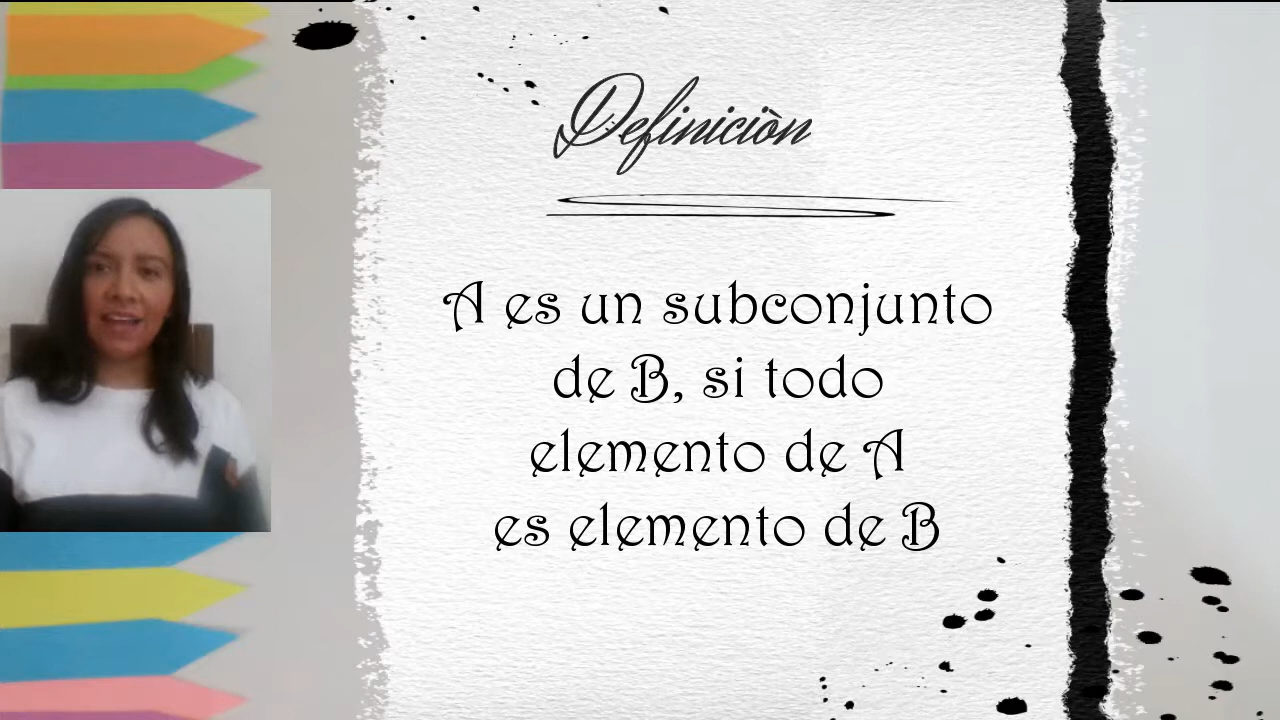 Definiciòn
A es un subconjunto
de B, si todo
elemento de A
es elemento de B